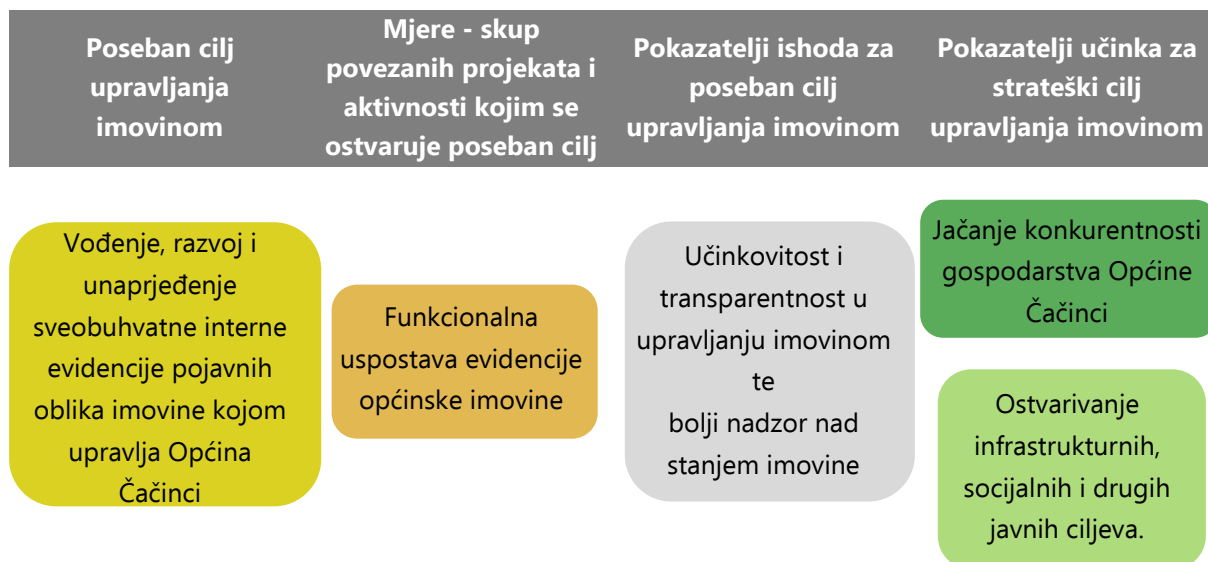 Poseban cilj
upravljanja
imovinom
Mjere - skup
povezanih projekata i
aktivnosti kojim se
ostvaruje poseban cilj
Pokazatelji ishoda za
poseban cilj
upravljanja imovinom
Pokazatelji učinka za
strateški cilj
upravljanja imovinom
Vođenje, razvoj i
unaprjeđenje
sveobuhvatne interne
evidencije pojavnih
oblika imovine kojom
upravlja Općina
Čačinci
Funkcionalna
uspostava evidencije
općinske imovine
Učinkovitost i
transparentnost u
upravljanju imovinom
te
bolji nadzor nad
stanjem imovine
Jačanje konkurentnosti
gospodarstva Općine
Čačinci
Ostvarivanje
infrastrukturnih,
socijalnih i drugih
javnih ciljeva.